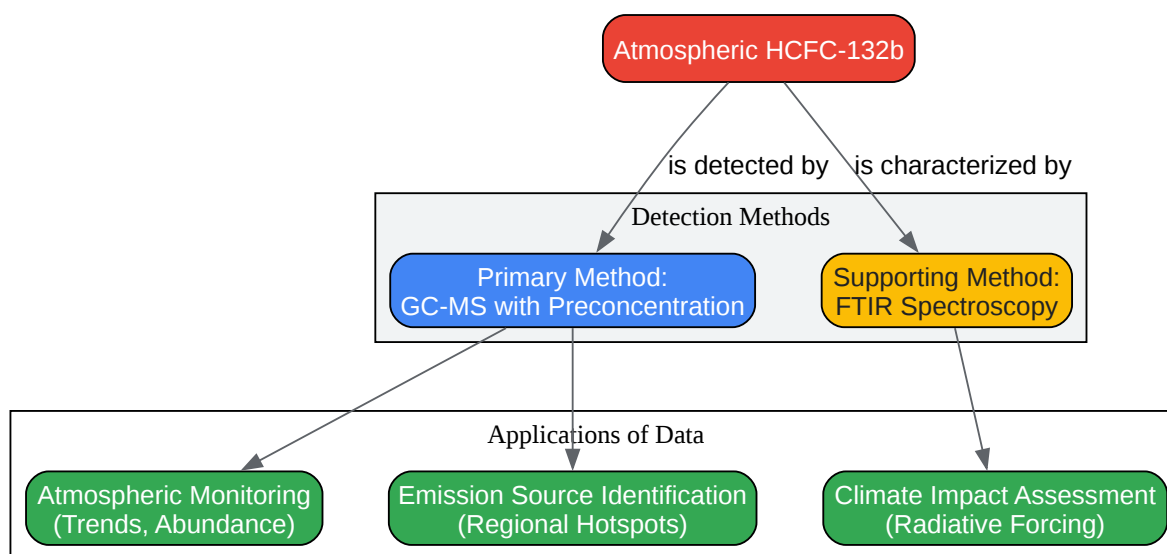 Atmospheric HCFC-132b
is detected by
is characterized by
Detection Methods
Primary Method:
GC-MS with Preconcentration
Supporting Method:
FTIR Spectroscopy
Applications of Data
Atmospheric Monitoring
(Trends, Abundance)
Emission Source Identification
(Regional Hotspots)
Climate Impact Assessment
(Radiative Forcing)